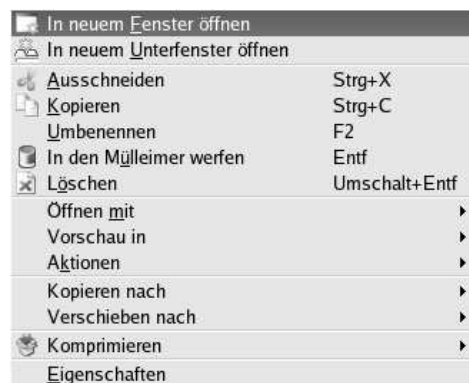 In neuem Fenster öffnen
In neuem Unterfenster öffnen
Ausschneiden Strg+X
Kopieren Strg+C
Umbenennen F2
In den Mülleimer werfen Entf
Löschen Umschalt+Entf
Öffnen mit
Vorschau in
Aktionen
Kopieren nach
Verschieben nach
Komprimieren
Eigenschaften